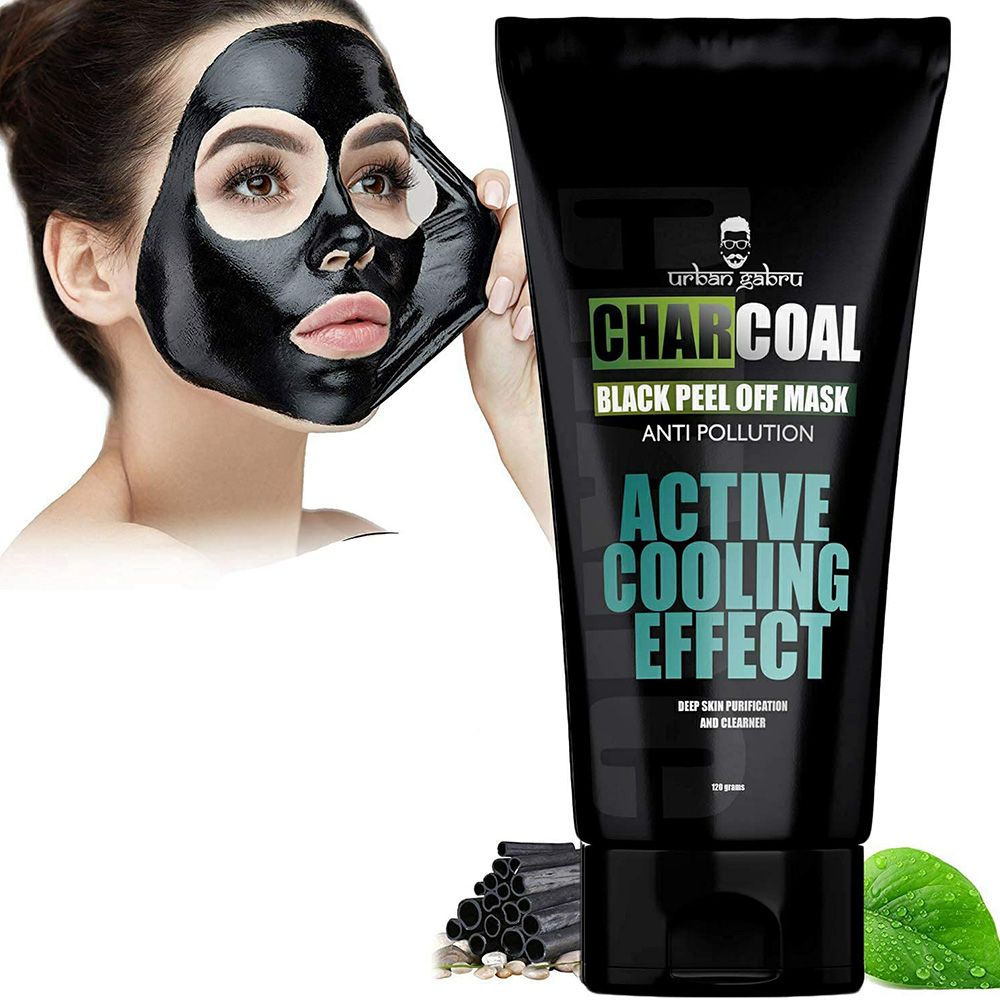 urban gabru
CHARCOAL
BLACK PEEL OFF MASK
ANTI POLLUTION
ACTIVE
COOLING
EFFECT
DEEP SKIN PURIFICATION
AND CLEARNER
120 grams